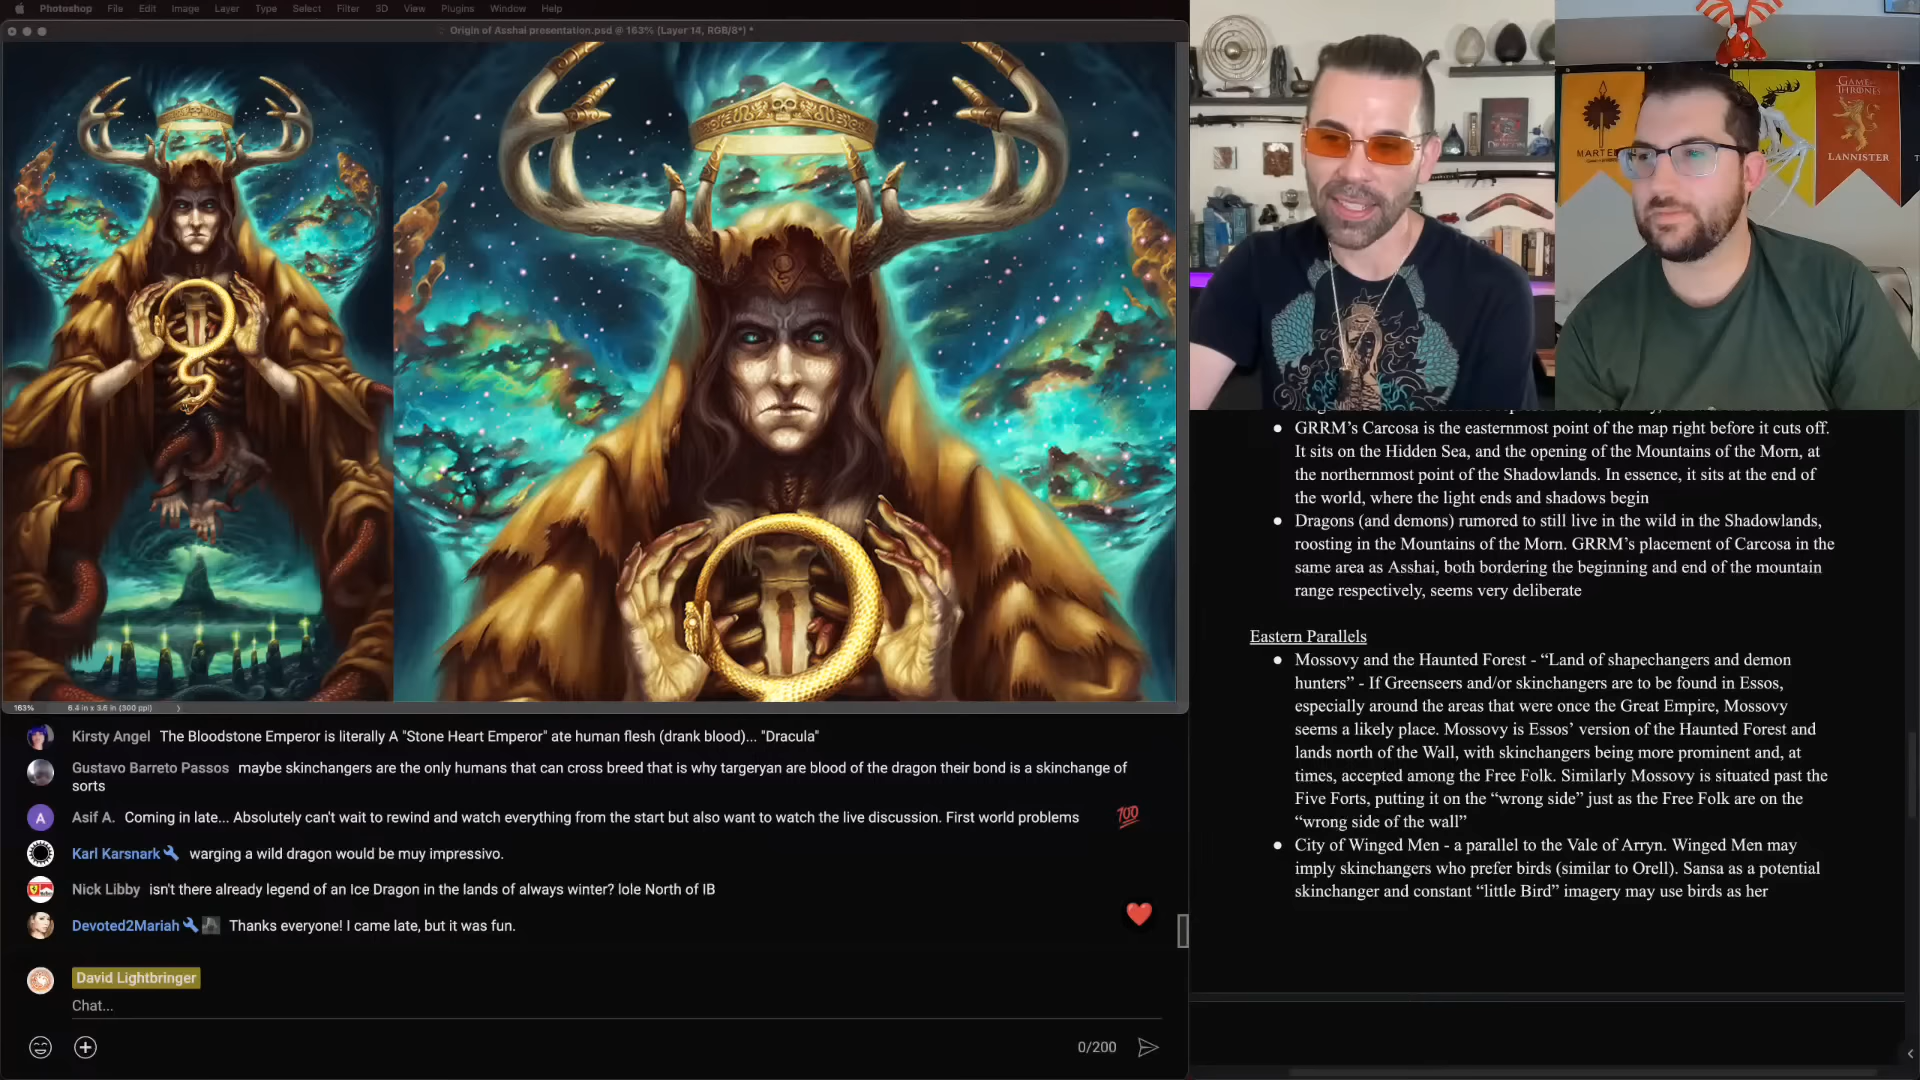 Photoshop File Edit Image Layer Type Select Filter 3D View Plugins Window Help
Origin of Asshai presentation.psd @ 163% (Layer 14, RGB/8*) *
GAME THRONES
LANNISTER
163% 6.4 in x 3.6 in (300 ppi)
GRRM’s Carcosa is the easternmost point of the map right before it cuts off.
It sits on the Hidden Sea, and the opening of the Mountains of the Morn, at
the northernmost point of the Shadowlands. In essence, it sits at the end of
the world, where the light ends and shadows begin
Dragons (and demons) rumored to still live in the wild in the Shadowlands,
roosting in the Mountains of the Morn. GRRM’s placement of Carcosa in the
same area as Asshai, both bordering the beginning and end of the mountain
range respectively, seems very deliberate
Eastern Parallels
Mossovy and the Haunted Forest - “Land of shapechangers and demon
hunters” - If Greenseers and/or skinchangers are to be found in Essos,
especially around the areas that were once the Great Empire, Mossovy
seems a likely place. Mossovy is Essos’ version of the Haunted Forest and
lands north of the Wall, with skinchangers being more prominent and, at
times, accepted among the Free Folk. Similarly Mossovy is situated past the
Five Forts, putting it on the “wrong side” just as the Free Folk are on the
“wrong side of the wall”
City of Winged Men - a parallel to the Vale of Arryn. Winged Men may
imply skinchangers who prefer birds (similar to Orell). Sansa as a potential
skinchanger and constant “little Bird” imagery may use birds as her
Kirsty Angel The Bloodstone Emperor is literally A "Stone Heart Emperor" ate human flesh (drank blood)... "Dracula"
Gustavo Barreto Passos maybe skinchangers are the only humans that can cross breed that is why targeryan are blood of the dragon their bond is a skinchange of
sorts
A Asif A. Coming in late... Absolutely can't wait to rewind and watch everything from the start but also want to watch the live discussion. First world problems
100
Karl Karsnark warging a wild dragon would be muy impressivo.
Nick Libby isn't there already legend of an Ice Dragon in the lands of always winter? lole North of IB
Devoted2Mariah Thanks everyone! I came late, but it was fun.
David Lightbringer
Chat...
0/200